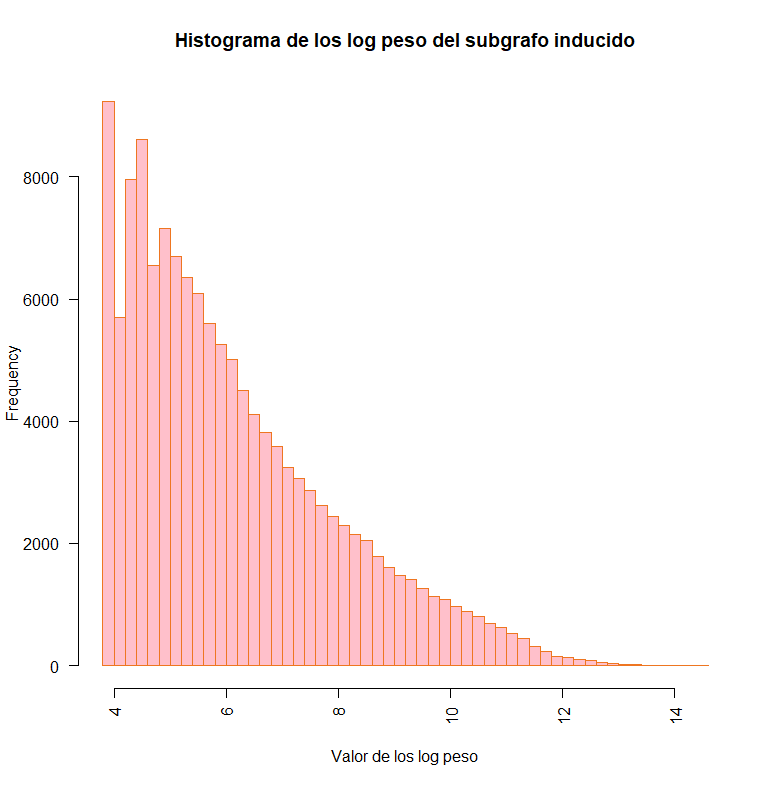 Histograma de los log peso del subgrafo inducido
8000
6000
4000
2000
0
Frequency
4 6 8 10 12 14
Valor de los log peso